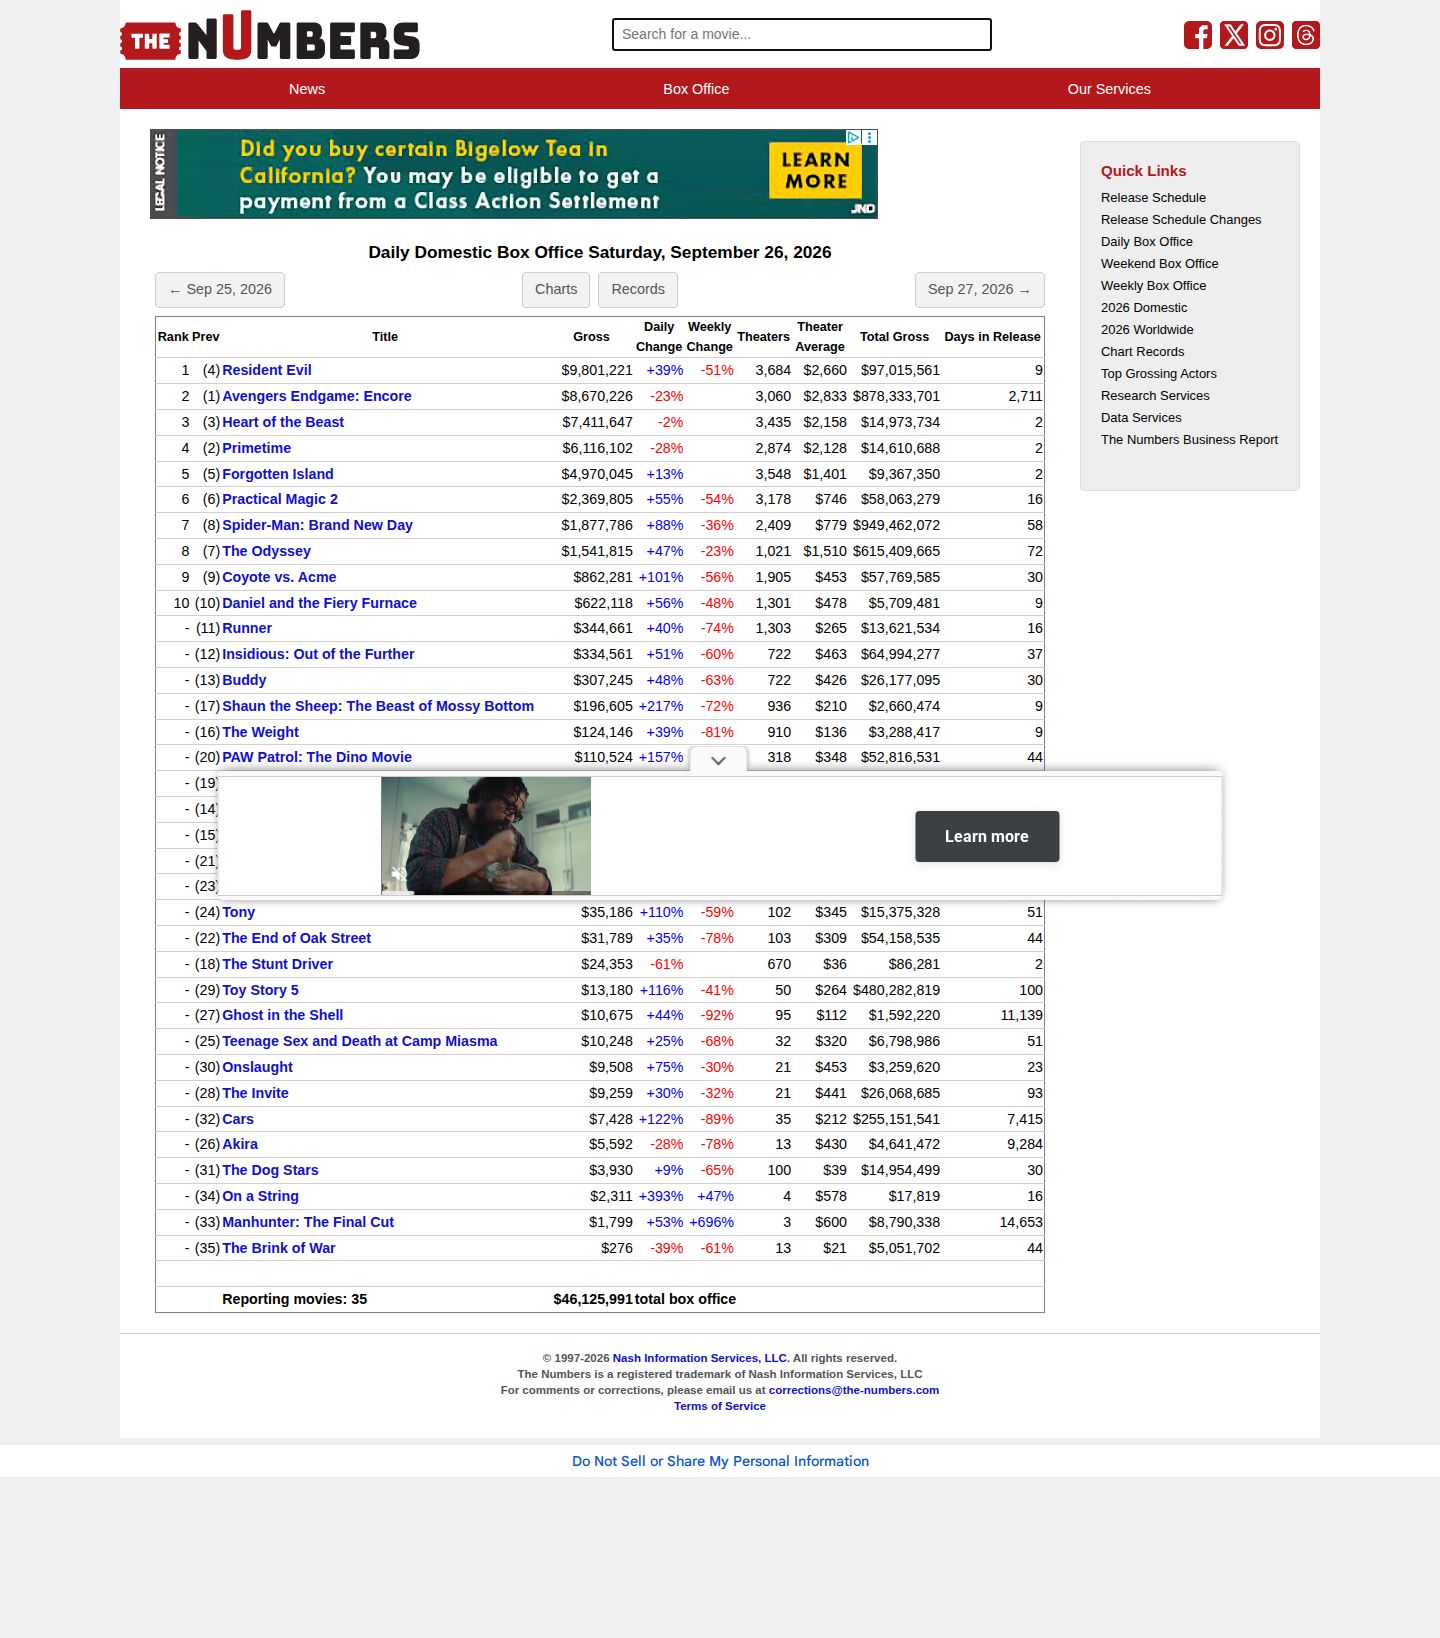 THE NUMBERS
Search for a movie...
News Box Office Our Services
LEGAL NOTICE
Did you buy certain Bigelow Tea in
California? You may be eligible to get a
payment from a Class Action Settlement
LEARN
MORE
JND
Quick Links
Release Schedule
Release Schedule Changes
Daily Box Office
Weekend Box Office
Weekly Box Office
2026 Domestic
2026 Worldwide
Chart Records
Top Grossing Actors
Research Services
Data Services
The Numbers Business Report
Daily Domestic Box Office Saturday, September 26, 2026
← Sep 25, 2026 Charts Records Sep 27, 2026 →
Rank Prev Title Gross Daily Change Weekly Change Theaters Theater Average Total Gross Days in Release
1 (4) Resident Evil $9,801,221 +39% -51% 3,684 $2,660 $97,015,561 9
2 (1) Avengers Endgame: Encore $8,670,226 -23% 3,060 $2,833 $878,333,701 2,711
3 (3) Heart of the Beast $7,411,647 -2% 3,435 $2,158 $14,973,734 2
4 (2) Primetime $6,116,102 -28% 2,874 $2,128 $14,610,688 2
5 (5) Forgotten Island $4,970,045 +13% 3,548 $1,401 $9,367,350 2
6 (6) Practical Magic 2 $2,369,805 +55% -54% 3,178 $746 $58,063,279 16
7 (8) Spider-Man: Brand New Day $1,877,786 +88% -36% 2,409 $779 $949,462,072 58
8 (7) The Odyssey $1,541,815 +47% -23% 1,021 $1,510 $615,409,665 72
9 (9) Coyote vs. Acme $862,281 +101% -56% 1,905 $453 $57,769,585 30
10 (10) Daniel and the Fiery Furnace $622,118 +56% -48% 1,301 $478 $5,709,481 9
- (11) Runner $344,661 +40% -74% 1,303 $265 $13,621,534 16
- (12) Insidious: Out of the Further $334,561 +51% -60% 722 $463 $64,994,277 37
- (13) Buddy $307,245 +48% -63% 722 $426 $26,177,095 30
- (17) Shaun the Sheep: The Beast of Mossy Bottom $196,605 +217% -72% 936 $210 $2,660,474 9
- (16) The Weight $124,146 +39% -81% 910 $136 $3,288,417 9
- (20) PAW Patrol: The Dino Movie $110,524 +157% 318 $348 $52,816,531 44
- (19)
- (14)
- (15)
- (21)
- (23)
Learn more
- (24) Tony $35,186 +110% -59% 102 $345 $15,375,328 51
- (22) The End of Oak Street $31,789 +35% -78% 103 $309 $54,158,535 44
- (18) The Stunt Driver $24,353 -61% 670 $36 $86,281 2
- (29) Toy Story 5 $13,180 +116% -41% 50 $264 $480,282,819 100
- (27) Ghost in the Shell $10,675 +44% -92% 95 $112 $1,592,220 11,139
- (25) Teenage Sex and Death at Camp Miasma $10,248 +25% -68% 32 $320 $6,798,986 51
- (30) Onslaught $9,508 +75% -30% 21 $453 $3,259,620 23
- (28) The Invite $9,259 +30% -32% 21 $441 $26,068,685 93
- (32) Cars $7,428 +122% -89% 35 $212 $255,151,541 7,415
- (26) Akira $5,592 -28% -78% 13 $430 $4,641,472 9,284
- (31) The Dog Stars $3,930 +9% -65% 100 $39 $14,954,499 30
- (34) On a String $2,311 +393% +47% 4 $578 $17,819 16
- (33) Manhunter: The Final Cut $1,799 +53% +696% 3 $600 $8,790,338 14,653
- (35) The Brink of War $276 -39% -61% 13 $21 $5,051,702 44
Reporting movies: 35 $46,125,991 total box office
© 1997-2026 Nash Information Services, LLC. All rights reserved.
The Numbers is a registered trademark of Nash Information Services, LLC
For comments or corrections, please email us at corrections@the-numbers.com
Terms of Service
Do Not Sell or Share My Personal Information